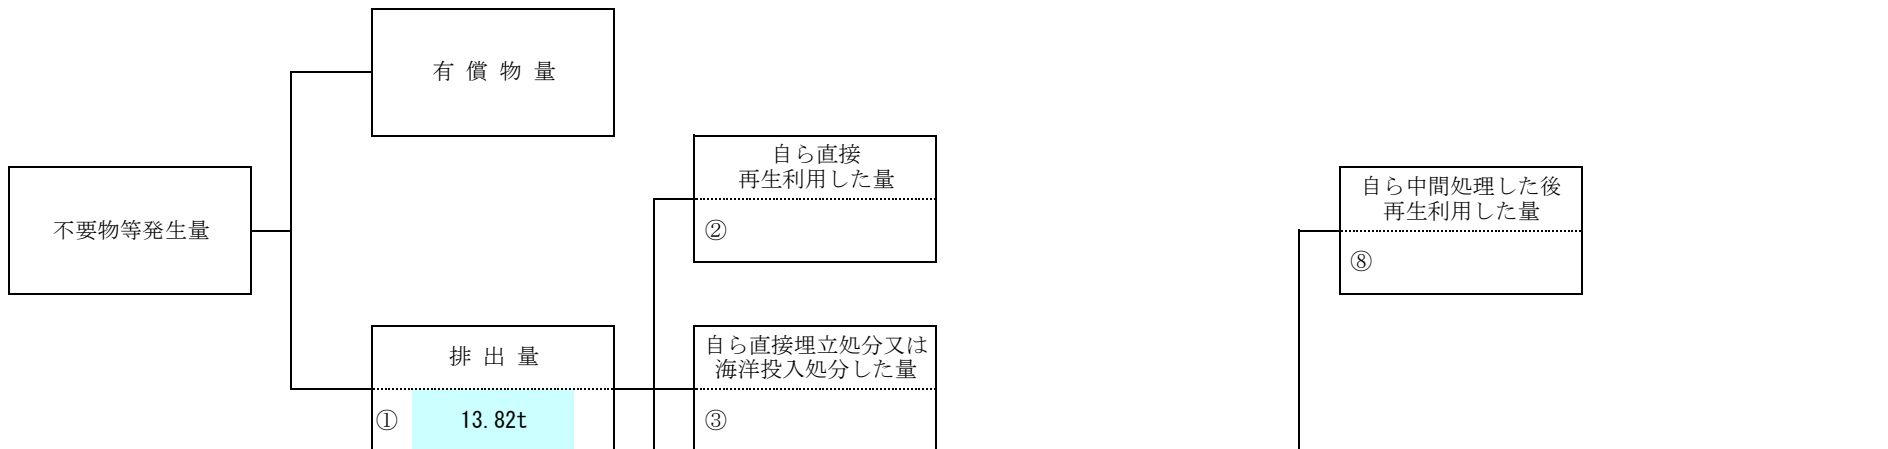 有 償 物 量
自ら直接
再生利用した量
②
自ら中間処理した後
再生利用した量
⑧
不要物等発生量
排 出 量
① 13.82t
自ら直接埋立処分又は
海洋投入処分した量
③